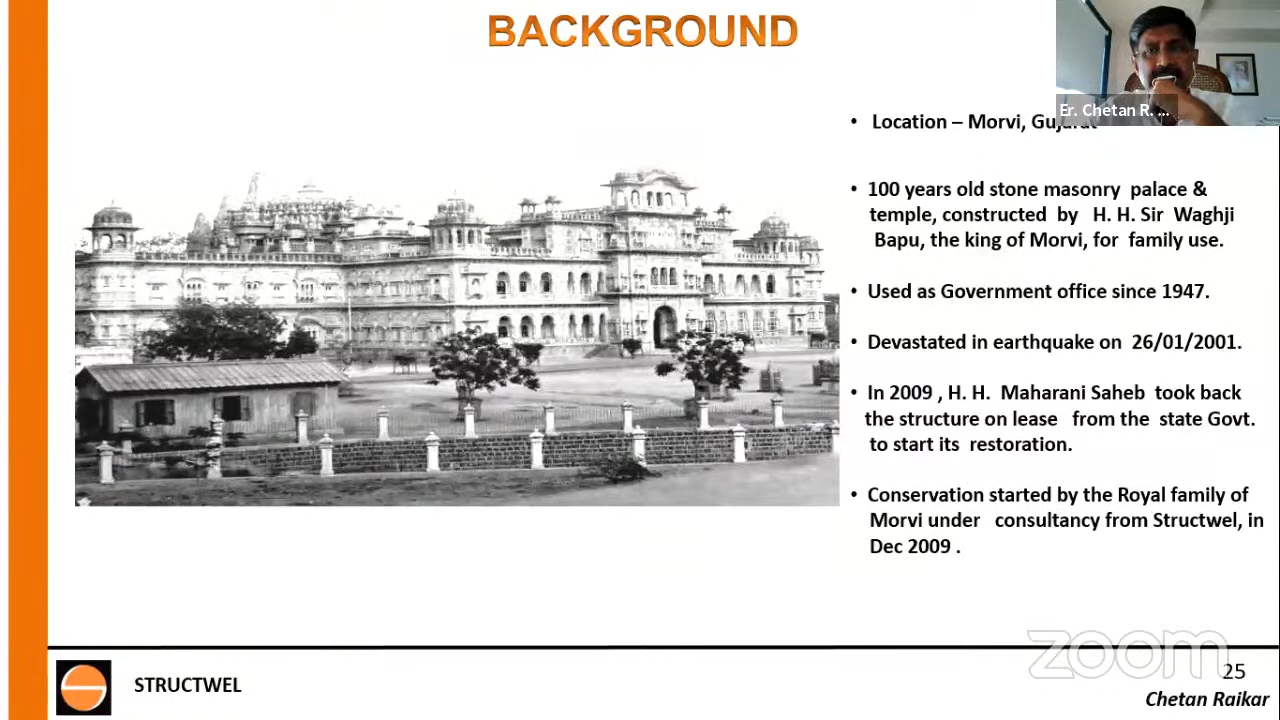 BACKGROUND
Er. Chetan R. ...
• Location – Morvi, Gujarat
• 100 years old stone masonry palace &
temple, constructed by H. H. Sir Waghji
Bapu, the king of Morvi, for family use.
• Used as Government office since 1947.
• Devastated in earthquake on 26/01/2001.
• In 2009 , H. H. Maharani Saheb took back
the structure on lease from the state Govt.
to start its restoration.
• Conservation started by the Royal family of
Morvi under consultancy from Structwel, in
Dec 2009 .
zoom
25
STRUCTWEL
Chetan Raikar